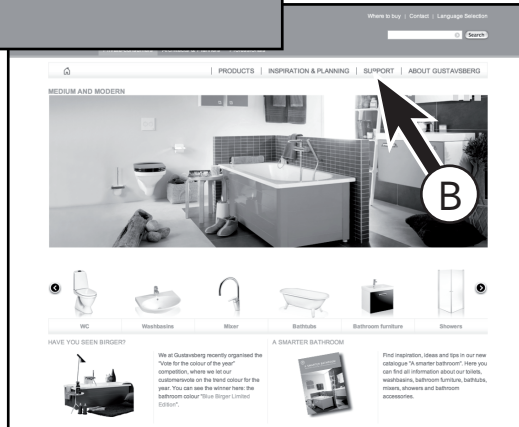 Where to buy | Contact | Language Selection
Search
PRODUCTS | INSPIRATION & PLANNING | SUPPORT | ABOUT GUSTAVSBERG
MEDIUM AND MODERN
B
WC
Washbasins
Mixer
Bathtubs
Bathroom furniture
Showers
HAVE YOU SEEN BIRGER?
We at Gustavsberg recently organised the
"Vote for the colour of the year"
competition, where we let our
customersvote on the trend colour for the
year. You can see the winner here: the
bathroom colour "Blue Birger Limited
Edition".
A SMARTER BATHROOM
Find inspiration, ideas and tips in our new
catalogue "A smarter bathroom". Here you
can find all information about our toilets,
washbasins, bathroom furniture, bathtubs,
mixers, showers and bathroom
accessories.